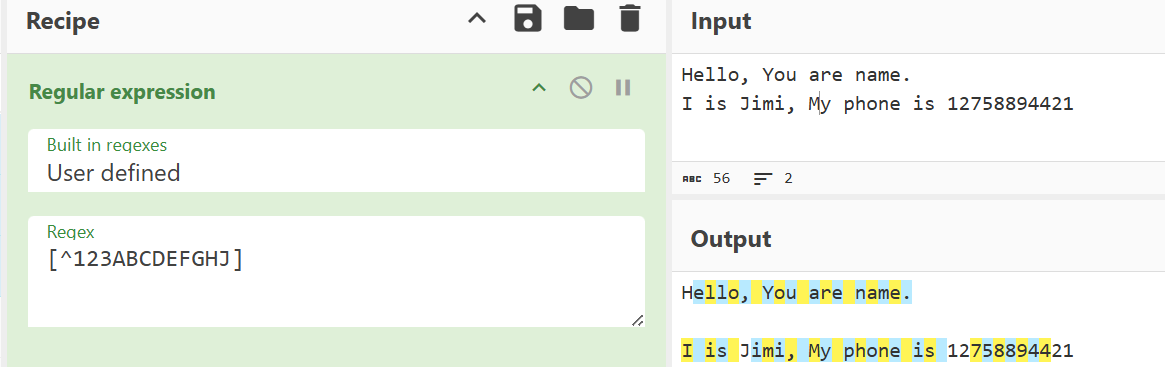 Recipe
Regular expression
Built in regexes
User defined
Regex
[^123ABCDEFGHJ]
Input
Hello, You are name.
I is Jimi, My phone is 12758894421
ABC 56 2
Output
Hello, You are name.
I is Jimi, My phone is 12758894421